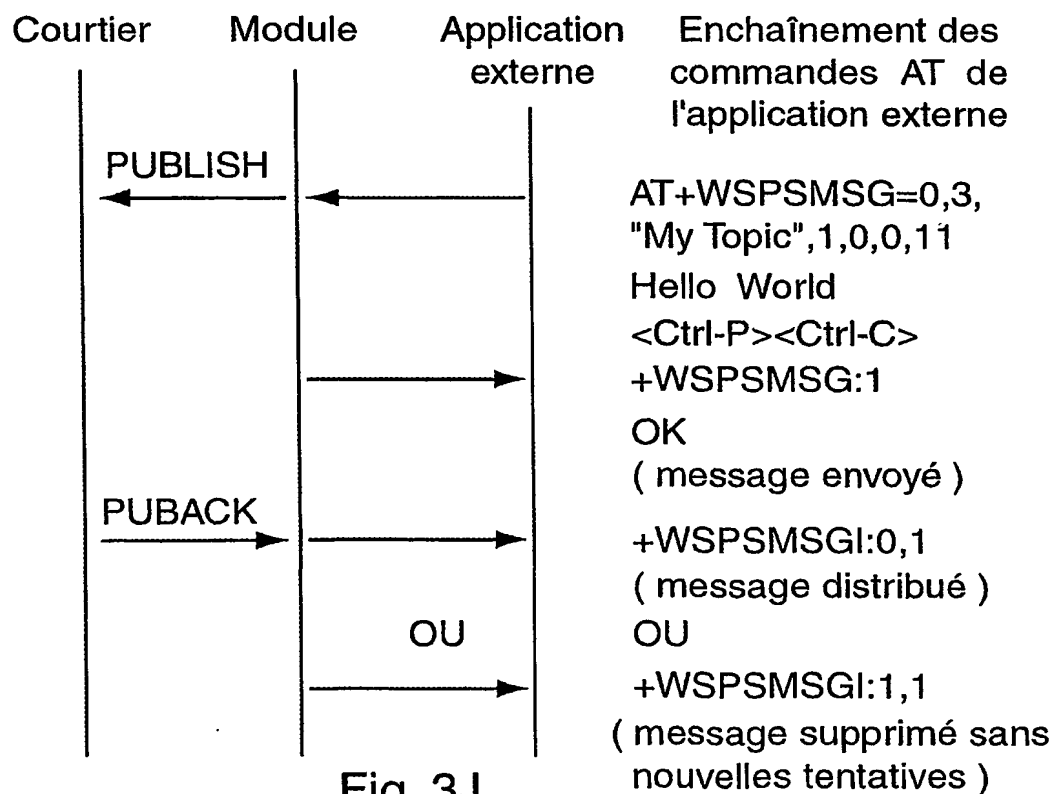 Courtier Module Application externe Enchaînement des commandes AT de l'application externe
PUBLISH
AT+WSPSMSG=0,3,
"My Topic",1,0,0,11
Hello World
<Ctrl-P><Ctrl-C>
+WSPSMSG:1
OK
( message envoyé )
PUBACK
+WSPSMSGI:0,1
( message distribué )
OU OU
+WSPSMSGI:1,1
( message supprimé sans
nouvelles tentatives )